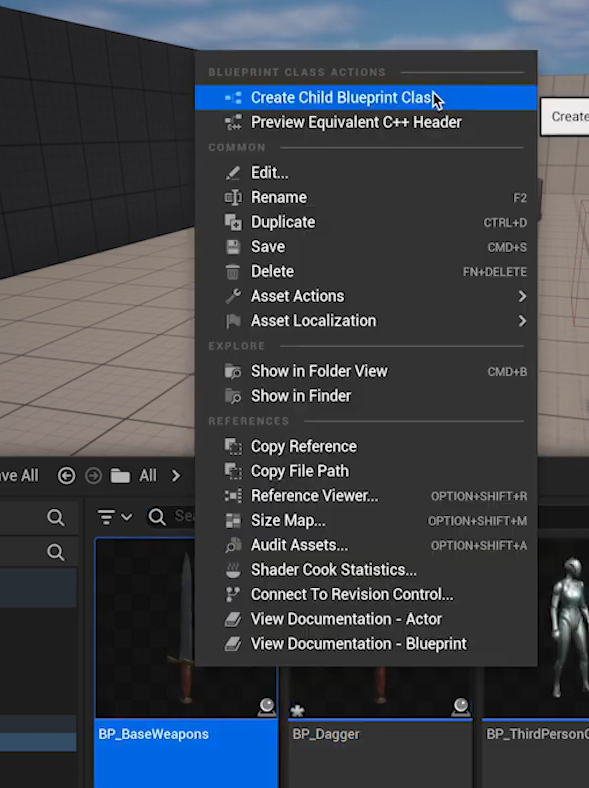 BLUEPRINT CLASS ACTIONS
Create Child Blueprint Clas
Create
Preview Equivalent C++ Header
COMMON
Edit...
Rename F2
Duplicate CTRL+D
Save CMD+S
Delete FN+DELETE
Asset Actions
Asset Localization
EXPLORE
Show in Folder View CMD+B
Show in Finder
REFERENCES
Copy Reference
Copy File Path
Reference Viewer... OPTION+SHIFT+R
Size Map... OPTION+SHIFT+M
Audit Assets... OPTION+SHIFT+A
Shader Cook Statistics...
Connect To Revision Control...
View Documentation - Actor
View Documentation - Blueprint
ve All All
Se
BP_BaseWeapons BP_Dagger BP_ThirdPersonC